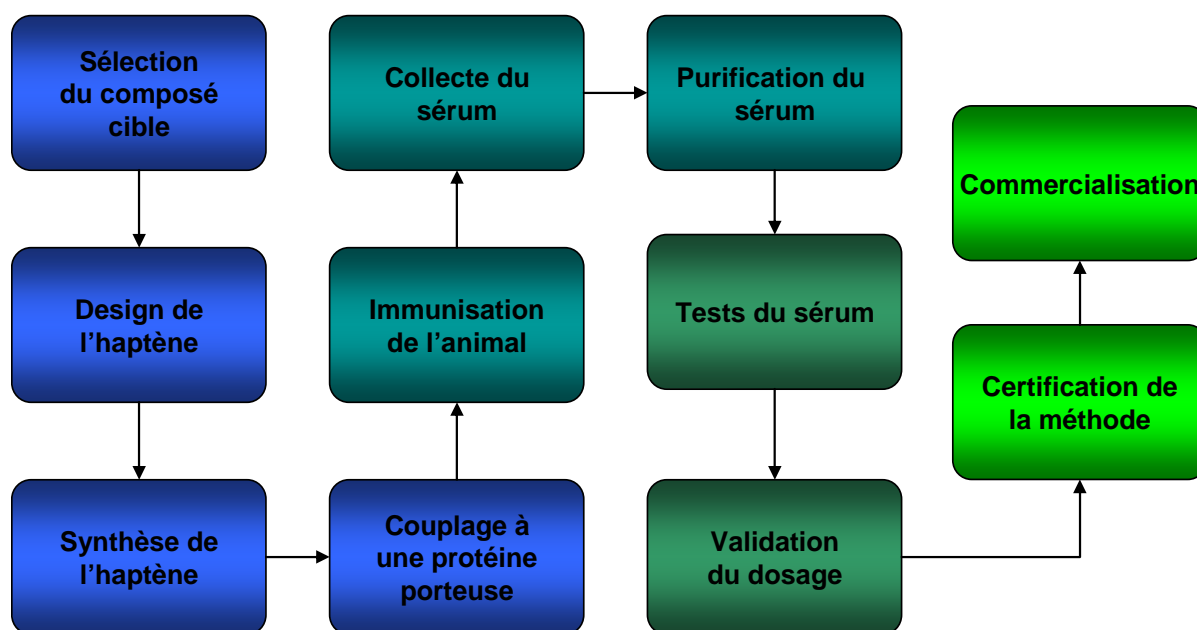 Sélection
du composé
cible
Design de
l’haptène
Synthèse de
l’haptène
Couplage à
une protéine
porteuse
Immunisation
de l’animal
Collecte du
sérum
Purification du
sérum
Tests du sérum
Validation
du dosage
Certification de
la méthode
Commercialisation